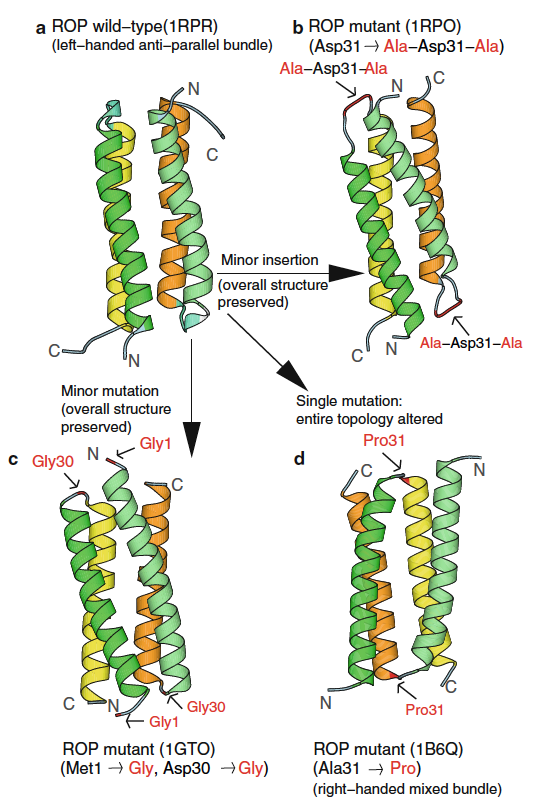 a ROP wild–type(1RPR)
(left-handed anti-parallel bundle)
N
C
C
N
b ROP mutant (1RPO)
(Asp31 → Ala–Asp31–Ala)
Ala–Asp31–Ala
N
C
C
N
Ala–Asp31–Ala
Minor insertion
(overall structure
preserved)
Minor mutation
(overall structure
preserved)
Single mutation:
entire topology altered
c
Gly30
N
Gly1
C
C
N
Gly1
Gly30
ROP mutant (1GTO)
(Met1 → Gly, Asp30 → Gly)
d
Pro31
C
N
N
C
Pro31
ROP mutant (1B6Q)
(Ala31 → Pro)
(right-handed mixed bundle)